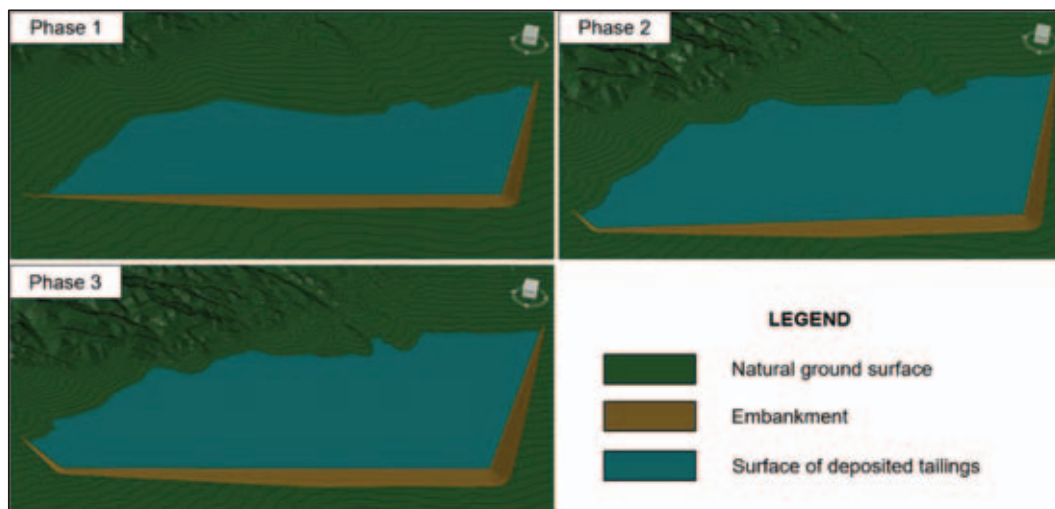 Phase 1
Phase 2
Phase 3
LEGEND
Natural ground surface
Embankment
Surface of deposited tailings